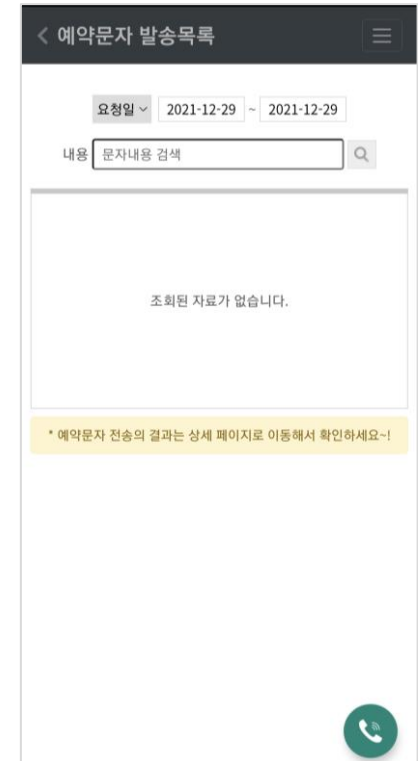 < 예약문자 발송목록
요청일 2021-12-29 ~ 2021-12-29
내용 문자내용 검색
조회된 자료가 없습니다.
* 예약문자 전송의 결과는 상세 페이지로 이동해서 확인하세요~!